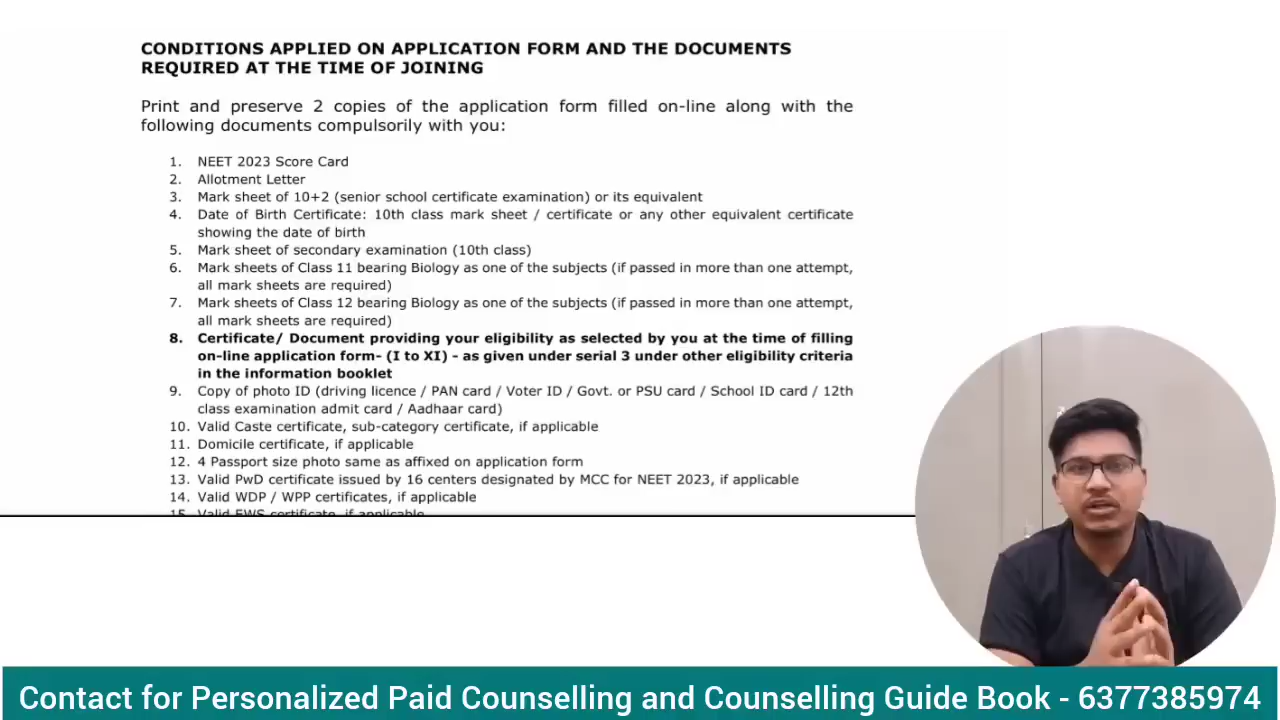 CONDITIONS APPLIED ON APPLICATION FORM AND THE DOCUMENTS
REQUIRED AT THE TIME OF JOINING
Print and preserve 2 copies of the application form filled on-line along with the
following documents compulsorily with you:
1. NEET 2023 Score Card
2. Allotment Letter
3. Mark sheet of 10+2 (senior school certificate examination) or its equivalent
4. Date of Birth Certificate: 10th class mark sheet / certificate or any other equivalent certificate
showing the date of birth
5. Mark sheet of secondary examination (10th class)
6. Mark sheets of Class 11 bearing Biology as one of the subjects (if passed in more than one attempt,
all mark sheets are required)
7. Mark sheets of Class 12 bearing Biology as one of the subjects (if passed in more than one attempt,
all mark sheets are required)
8. Certificate/ Document providing your eligibility as selected by you at the time of filling
on-line application form- (I to XI) - as given under serial 3 under other eligibility criteria
in the information booklet
9. Copy of photo ID (driving licence / PAN card / Voter ID / Govt. or PSU card / School ID card / 12th
class examination admit card / Aadhaar card)
10. Valid Caste certificate, sub-category certificate, if applicable
11. Domicile certificate, if applicable
12. 4 Passport size photo same as affixed on application form
13. Valid PwD certificate issued by 16 centers designated by MCC for NEET 2023, if applicable
14. Valid WDP / WPP certificates, if applicable
15. Valid EWS certificate, if applicable
Contact for Personalized Paid Counselling and Counselling Guide Book - 6377385974